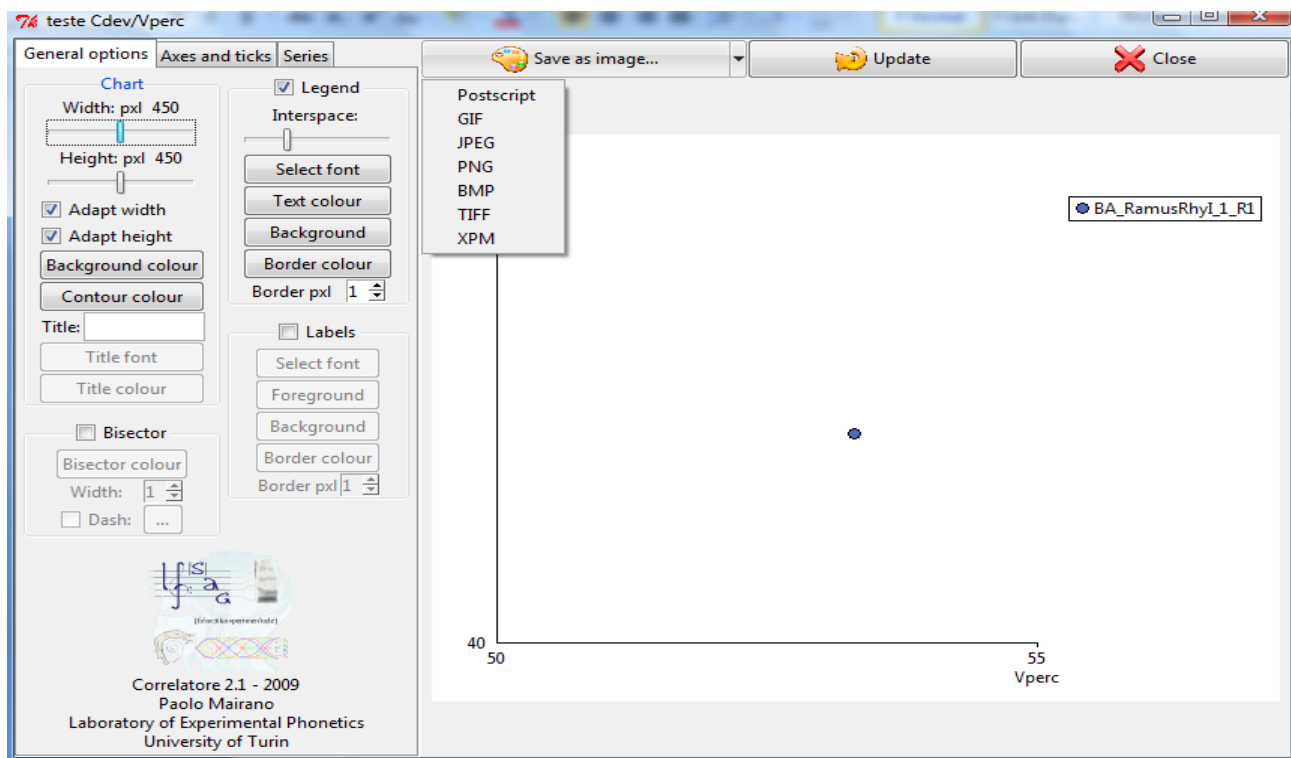 teste Cdev/Vperc
General options Axes and ticks Series
Save as image...
Update
Close
Chart
Width: pxl 450
Height: pxl 450
Adapt width
Adapt height
Background colour
Contour colour
Title:
Title font
Title colour
Bisector
Bisector colour
Width: 1
Dash: ...
Legend
Interspace:
Select font
Text colour
Background
Border colour
Border pxl 1
Labels
Select font
Foreground
Background
Border colour
Border pxl 1
Postscript
GIF
JPEG
PNG
BMP
TIFF
XPM
BA_RamusRhyI_1_R1
40
50
55
Vperc
Correlatore 2.1 - 2009
Paolo Mairano
Laboratory of Experimental Phonetics
University of Turin